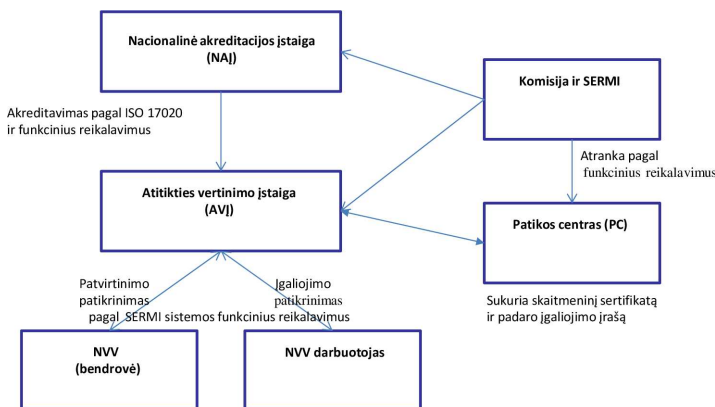 Nacionalinė akreditacijos įstaiga
(NAĮ)
Komisija ir SERMI
Akreditavimas pagal ISO 17020
ir funkcinius reikalavimus
Atranka pagal
funkcinius reikalavimus
Atitikties vertinimo įstaiga
(AVĮ)
Patikos centras (PC)
Patvirtinimo
patikrinimas
Įgaliojimo
patikrinimas
pagal SERMI sistemos funkcinius reikalavimus
Sukuria skaitmeninį sertifikatą
ir padaro įgaliojimo įrašą
NVV
(bendrovė)
NVV darbuotojas